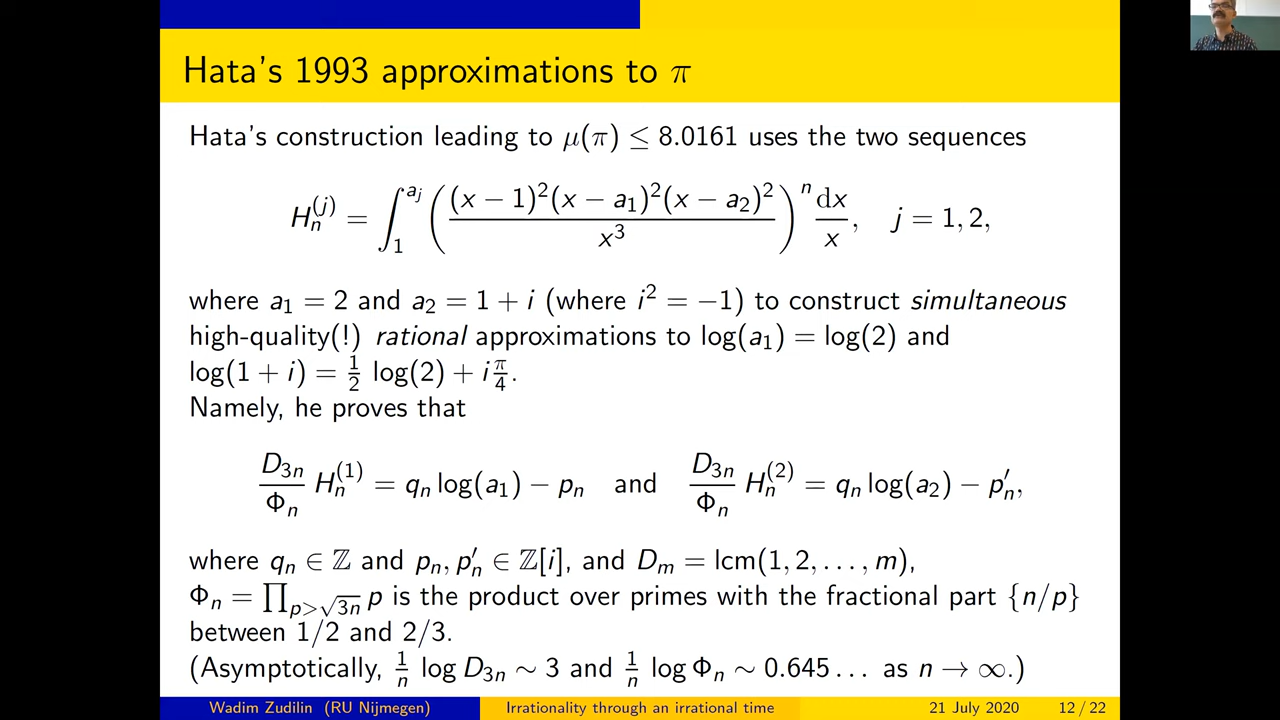 Hata's 1993 approximations to π
Hata's construction leading to μ(π) ≤ 8.0161 uses the two sequences
H_n^{(j)} = ∫_1^{a_j} ( (x − 1)^2(x − a_1)^2(x − a_2)^2 / x^3 )^n dx/x, j = 1, 2,
where a_1 = 2 and a_2 = 1 + i (where i^2 = −1) to construct simultaneous
high-quality(!) rational approximations to log(a_1) = log(2) and
log(1 + i) = 1/2 log(2) + i π/4.
Namely, he proves that
D_{3n}/Φ_n H_n^{(1)} = q_n log(a_1) − p_n and D_{3n}/Φ_n H_n^{(2)} = q_n log(a_2) − p′_n,
where q_n ∈ ℤ and p_n, p′_n ∈ ℤ[i], and D_m = lcm(1, 2, . . . , m),
Φ_n = ∏_{p>√3n} p is the product over primes with the fractional part {n/p}
between 1/2 and 2/3.
(Asymptotically, 1/n log D_{3n} ∼ 3 and 1/n log Φ_n ∼ 0.645 . . . as n → ∞.)
Wadim Zudilin (RU Nijmegen) Irrationality through an irrational time 21 July 2020 12 / 22